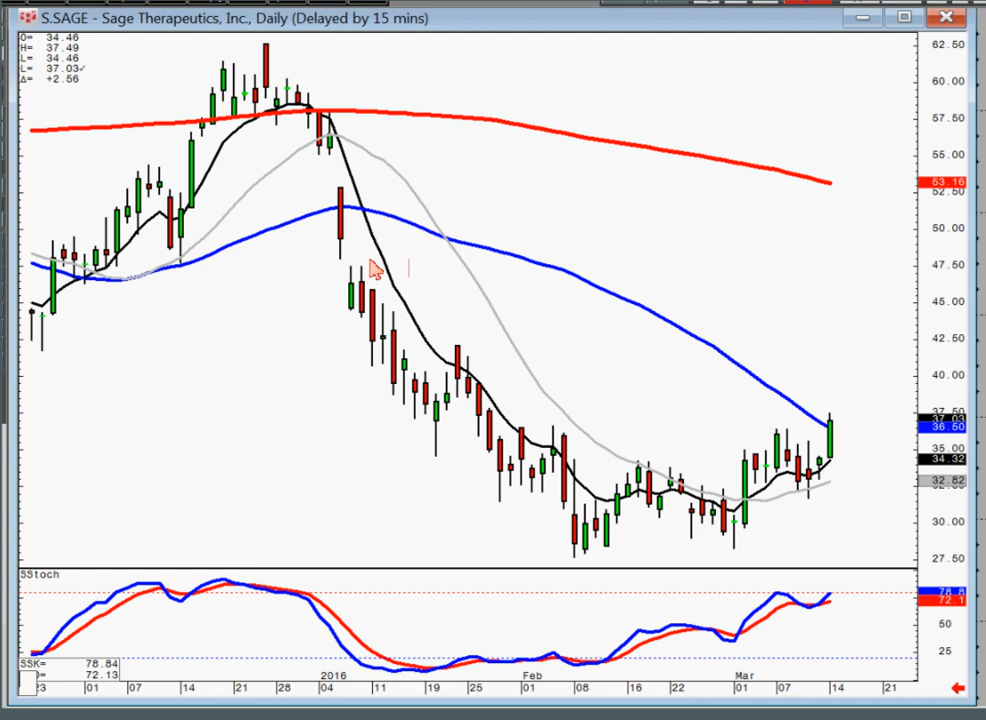 S.SAGE - Sage Therapeutics, Inc., Daily (Delayed by 15 mins)
O= 34.46
H= 37.49
L= 34.46
L= 37.03✓
Δ= +2.56
62.50
60.00
57.50
55.00
53.16
52.50
50.00
47.50
45.00
42.50
40.00
37.50
37.03
36.50
35.00
34.32
32.82
30.00
27.50
SStoch
78.8
72.1
50
25
SSK= 78.84
72.13
23 01 07 14 21 28 04 11 19 25 01 08 16 22 01 07 14 21
2016 Feb Mar